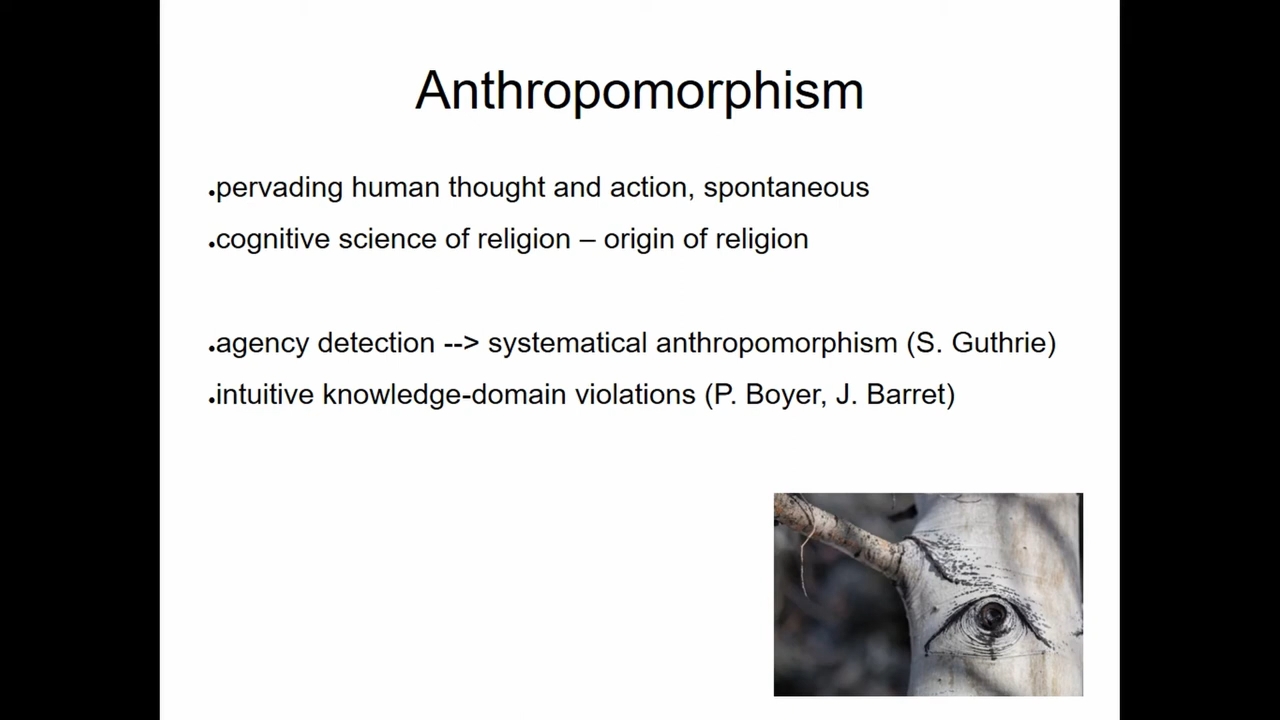 Anthropomorphism
•pervading human thought and action, spontaneous
•cognitive science of religion – origin of religion
•agency detection --> systematical anthropomorphism (S. Guthrie)
•intuitive knowledge-domain violations (P. Boyer, J. Barret)